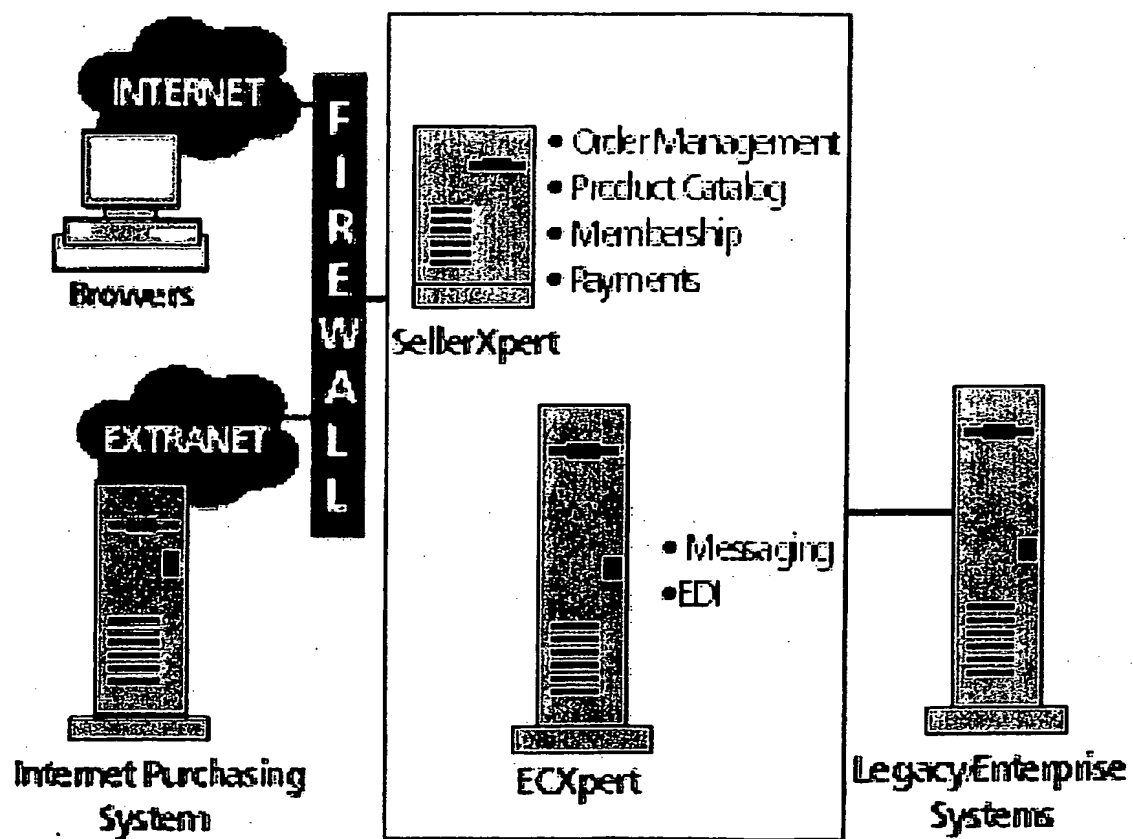 INTERNET
Browsers
EXTRANET
Internet Purchasing
System
FIREWALL
• Order Management
• Product Catalog
• Membership
• Payments
SellerXpert
• Messaging
• EDI
ECXpert
Legacy/Enterprise
Systems